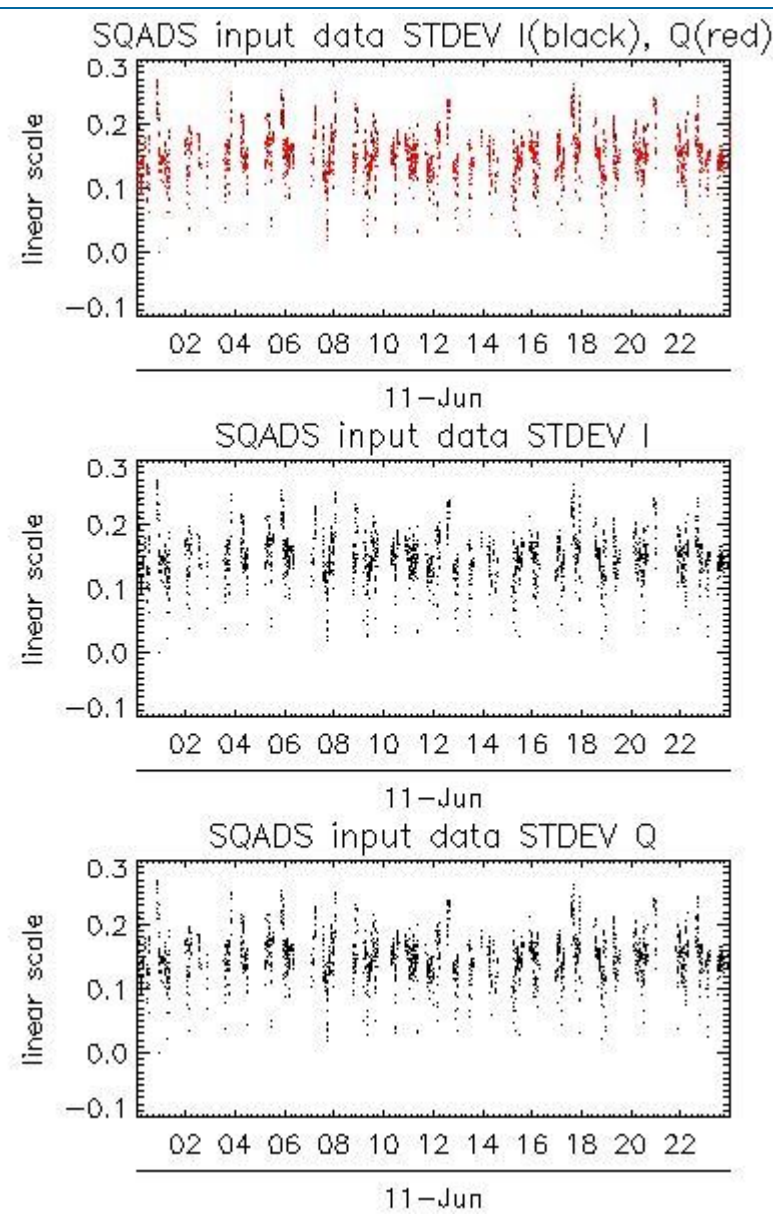 SQADS input data STDEV I(black), Q(red)
0.3
0.2
0.1
0.0
−0.1
linear scale
02 04 06 08 10 12 14 16 18 20 22
11−Jun
SQADS input data STDEV I
0.3
0.2
0.1
0.0
−0.1
linear scale
02 04 06 08 10 12 14 16 18 20 22
11−Jun
SQADS input data STDEV Q
0.3
0.2
0.1
0.0
−0.1
linear scale
02 04 06 08 10 12 14 16 18 20 22
11−Jun